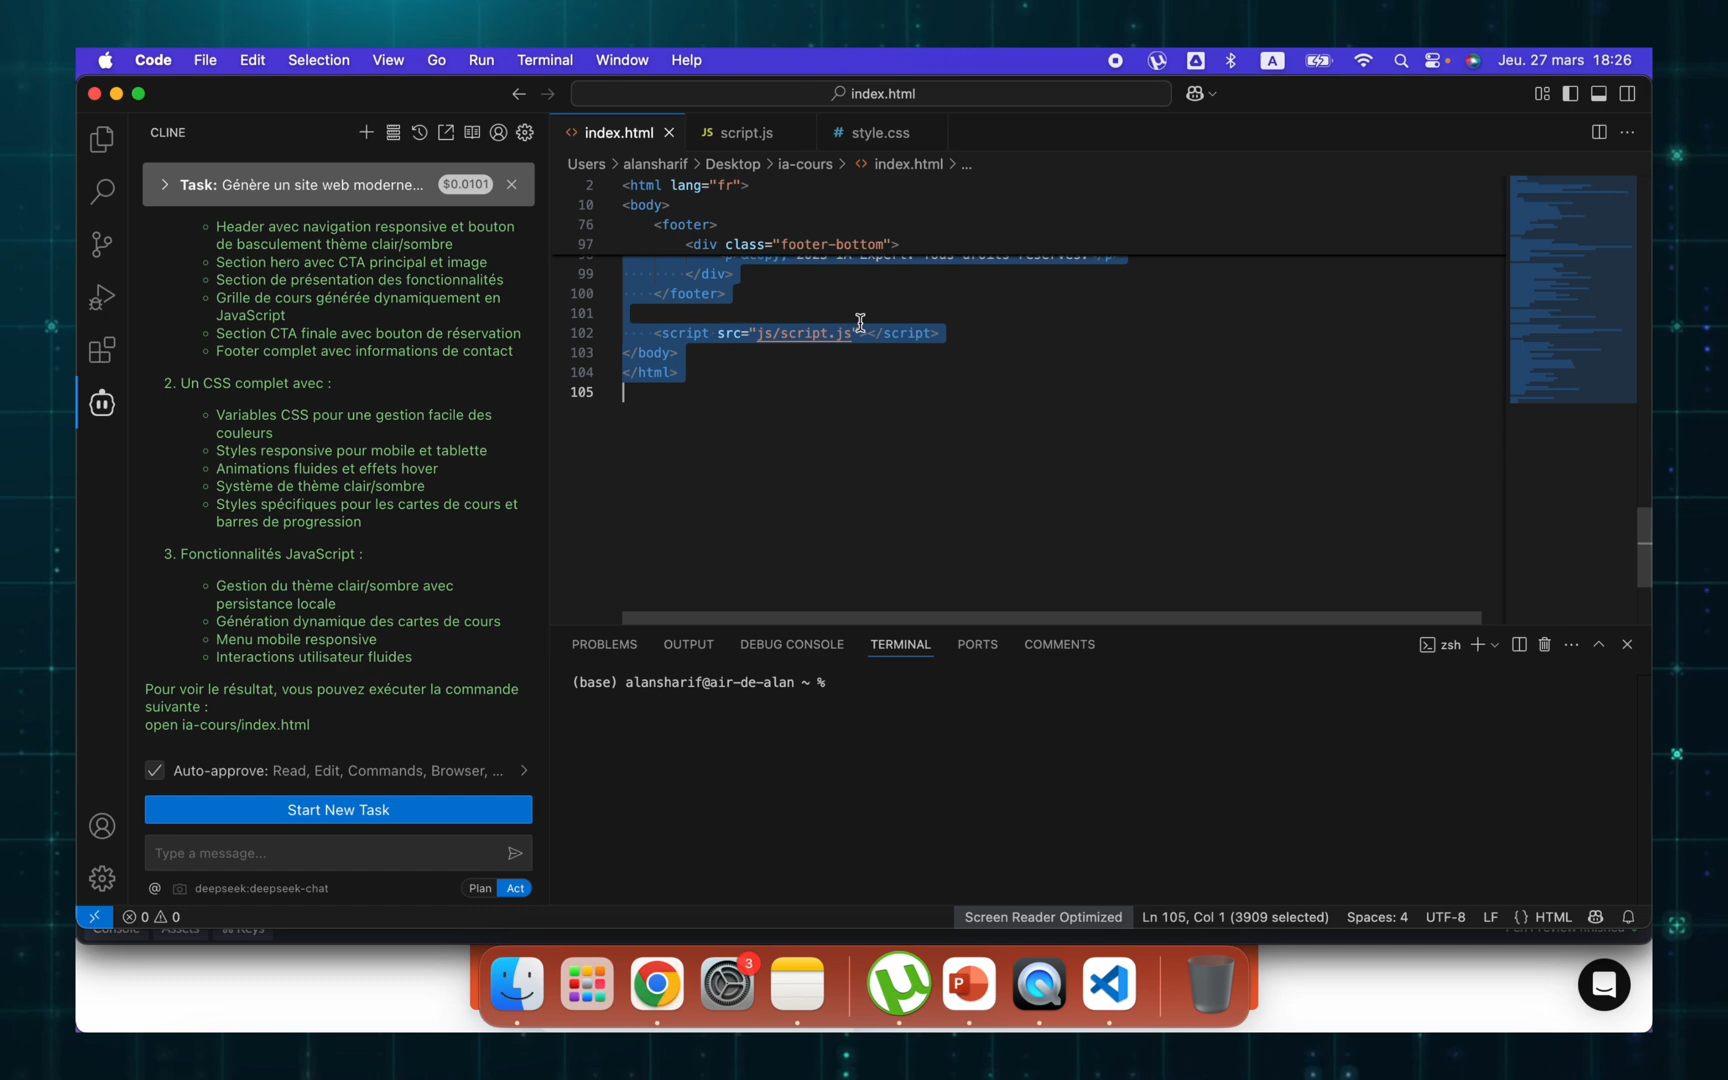 Code File Edit Selection View Go Run Terminal Window Help
A
Jeu. 27 mars 18:26
index.html
CLINE
index.html
JS script.js
# style.css
Users > alansharif > Desktop > ia-cours > <> index.html > ...
Task: Génère un site web moderne... $0.0101
Header avec navigation responsive et bouton
de basculement thème clair/sombre
Section hero avec CTA principal et image
Section de présentation des fonctionnalités
Grille de cours générée dynamiquement en
JavaScript
Section CTA finale avec bouton de réservation
Footer complet avec informations de contact
2. Un CSS complet avec :
Variables CSS pour une gestion facile des
couleurs
Styles responsive pour mobile et tablette
Animations fluides et effets hover
Système de thème clair/sombre
Styles spécifiques pour les cartes de cours et
barres de progression
3. Fonctionnalités JavaScript :
Gestion du thème clair/sombre avec
persistance locale
Génération dynamique des cartes de cours
Menu mobile responsive
Interactions utilisateur fluides
Pour voir le résultat, vous pouvez exécuter la commande
suivante :
open ia-cours/index.html
Auto-approve: Read, Edit, Commands, Browser, ...
Start New Task
Type a message...
@ deepseek:deepseek-chat
Plan Act
2 <html lang="fr">
10 <body>
76 <footer>
97 <div class="footer-bottom">
99 </div>
100 </footer>
101
102 <script src="js/script.js"></script>
103 </body>
104 </html>
105
PROBLEMS OUTPUT DEBUG CONSOLE TERMINAL PORTS COMMENTS
zsh
(base) alansharif@air-de-alan ~ %
0 0
Screen Reader Optimized Ln 105, Col 1 (3909 selected) Spaces: 4 UTF-8 LF {} HTML
3
P